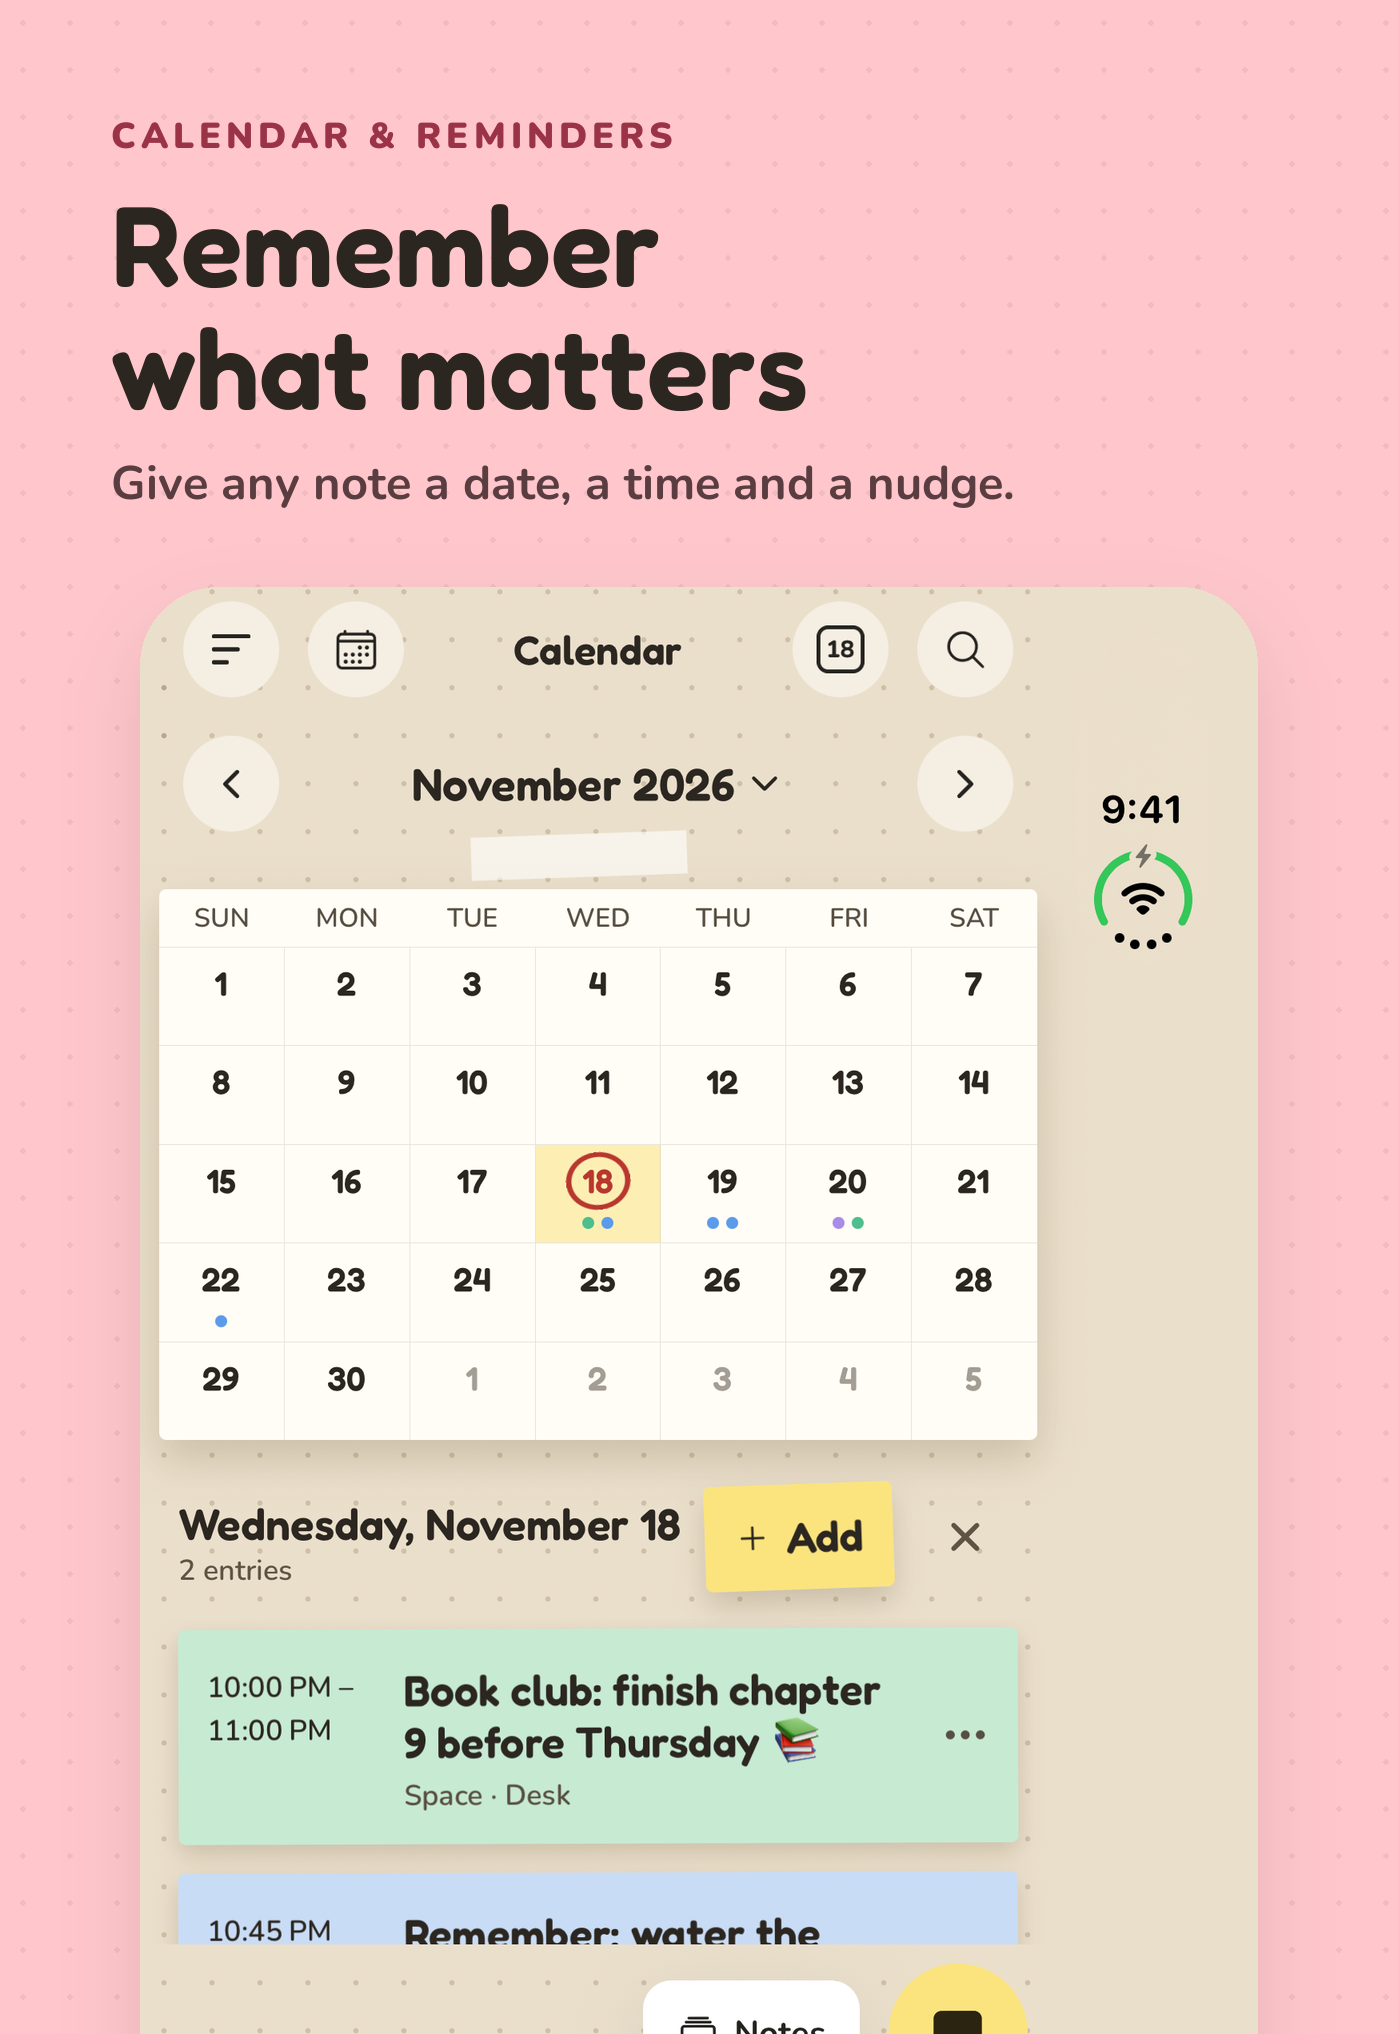 CALENDAR & REMINDERS
Remember
what matters
Give any note a date, a time and a nudge.
Calendar
18
November 2026
9:41
SUN MON TUE WED THU FRI SAT
1 2 3 4 5 6 7
8 9 10 11 12 13 14
15 16 17 18 19 20 21
22 23 24 25 26 27 28
29 30 1 2 3 4 5
Wednesday, November 18
2 entries
+ Add
10:00 PM –
11:00 PM
Book club: finish chapter
9 before Thursday 📚
Space · Desk
10:45 PM
Remember: water the
Notes